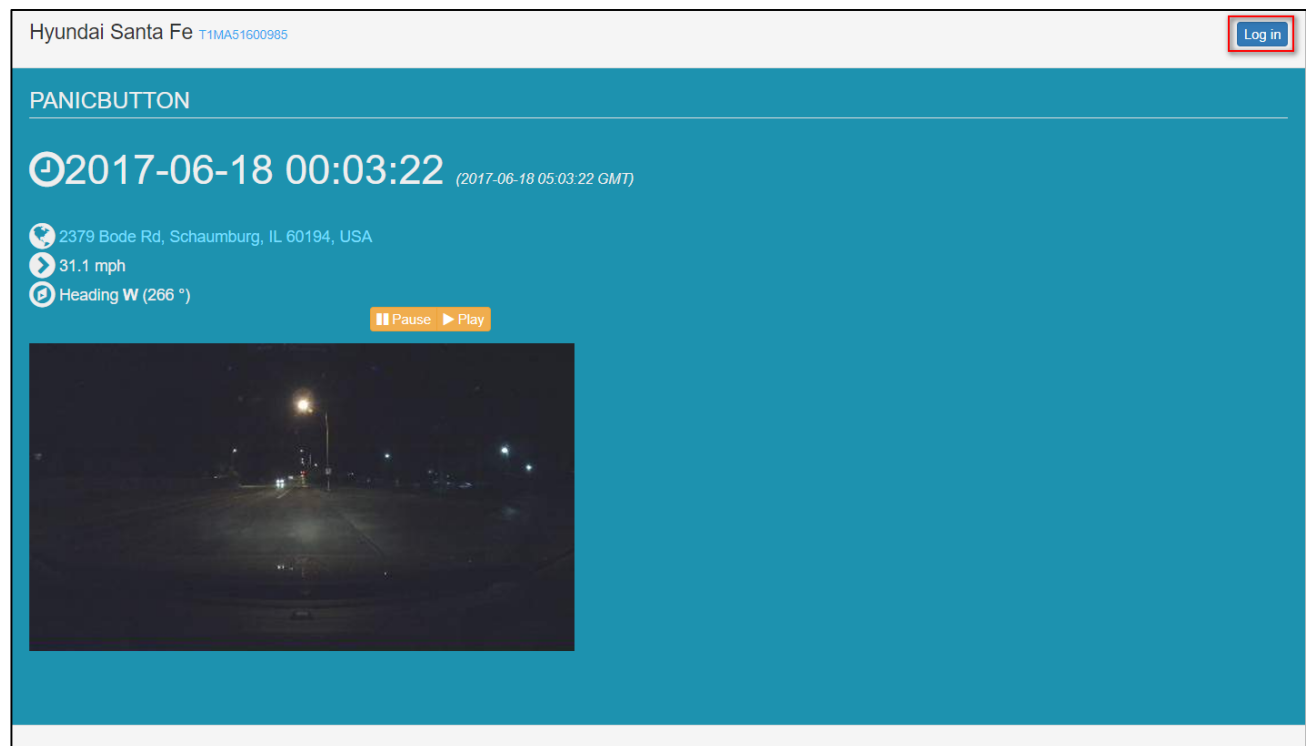 Hyundai Santa Fe T1MA51600985
Log in
PANICBUTTON
2017-06-18 00:03:22 (2017-06-18 05:03:22 GMT)
2379 Bode Rd, Schaumburg, IL 60194, USA
31.1 mph
Heading W (266 °)
Pause Play